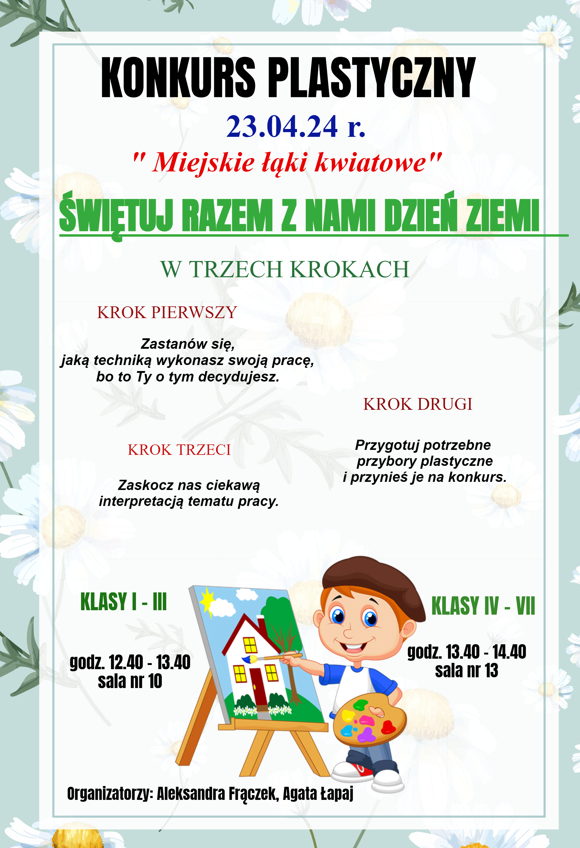 KONKURS PLASTYCZNY
23.04.24 r.
" Miejskie łąki kwiatowe"
ŚWIĘTUJ RAZEM Z NAMI DZIEŃ ZIEMI
W TRZECH KROKACH
KROK PIERWSZY
Zastanów się,
jaką techniką wykonasz swoją pracę,
bo to Ty o tym decydujesz.
KROK DRUGI
Przygotuj potrzebne
przybory plastyczne
i przynieś je na konkurs.
KROK TRZECI
Zaskocz nas ciekawą
interpretacją tematu pracy.
KLASY I - III
godz. 12.40 - 13.40
sala nr 10
KLASY IV - VII
godz. 13.40 - 14.40
sala nr 13
Organizatorzy: Aleksandra Frączek, Agata Łapaj